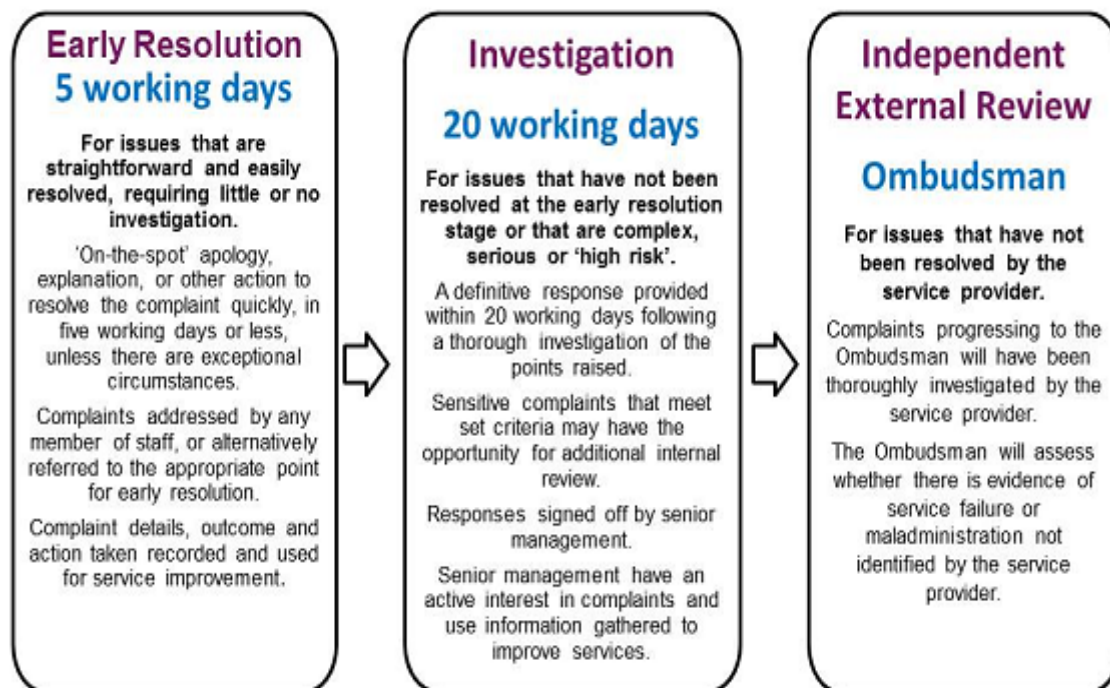 Early Resolution
5 working days
For issues that are
straightforward and easily
resolved, requiring little or no
investigation.
‘On-the-spot’ apology,
explanation, or other action to
resolve the complaint quickly, in
five working days or less,
unless there are exceptional
circumstances.
Complaints addressed by any
member of staff, or alternatively
referred to the appropriate point
for early resolution.
Complaint details, outcome and
action taken recorded and used
for service improvement.
Investigation
20 working days
For issues that have not been
resolved at the early resolution
stage or that are complex,
serious or ‘high risk’.
A definitive response provided
within 20 working days following
a thorough investigation of the
points raised.
Sensitive complaints that meet
set criteria may have the
opportunity for additional internal
review.
Responses signed off by senior
management.
Senior management have an
active interest in complaints and
use information gathered to
improve services.
Independent
External Review
Ombudsman
For issues that have not
been resolved by the
service provider.
Complaints progressing to the
Ombudsman will have been
thoroughly investigated by the
service provider.
The Ombudsman will assess
whether there is evidence of
service failure or
maladministration not
identified by the service
provider.